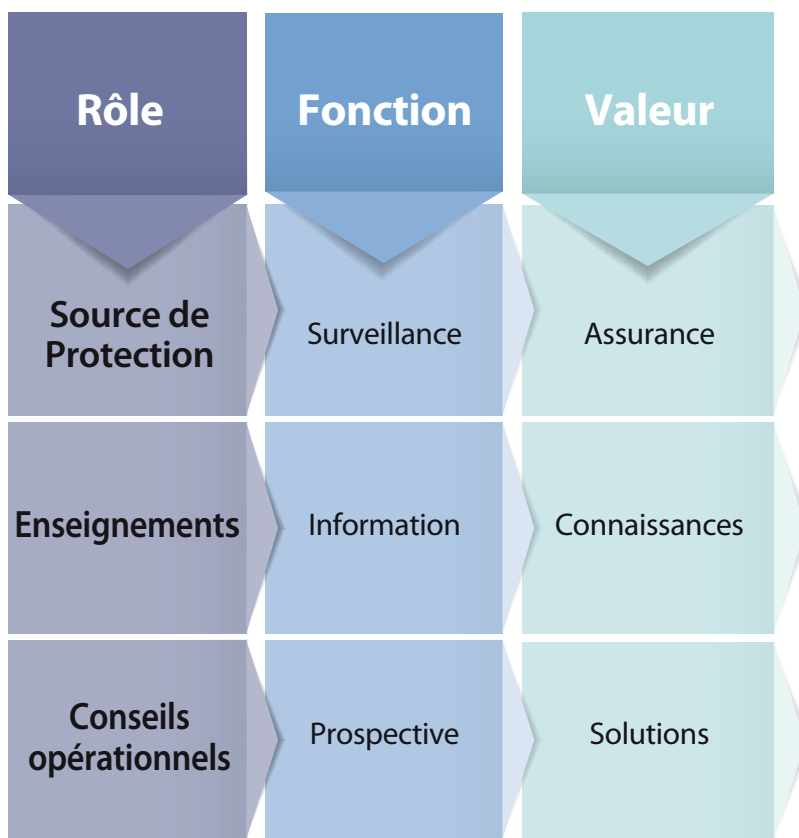 Rôle
Fonction
Valeur
Source de
Protection
Surveillance
Assurance
Enseignements
Information
Connaissances
Conseils
opérationnels
Prospective
Solutions